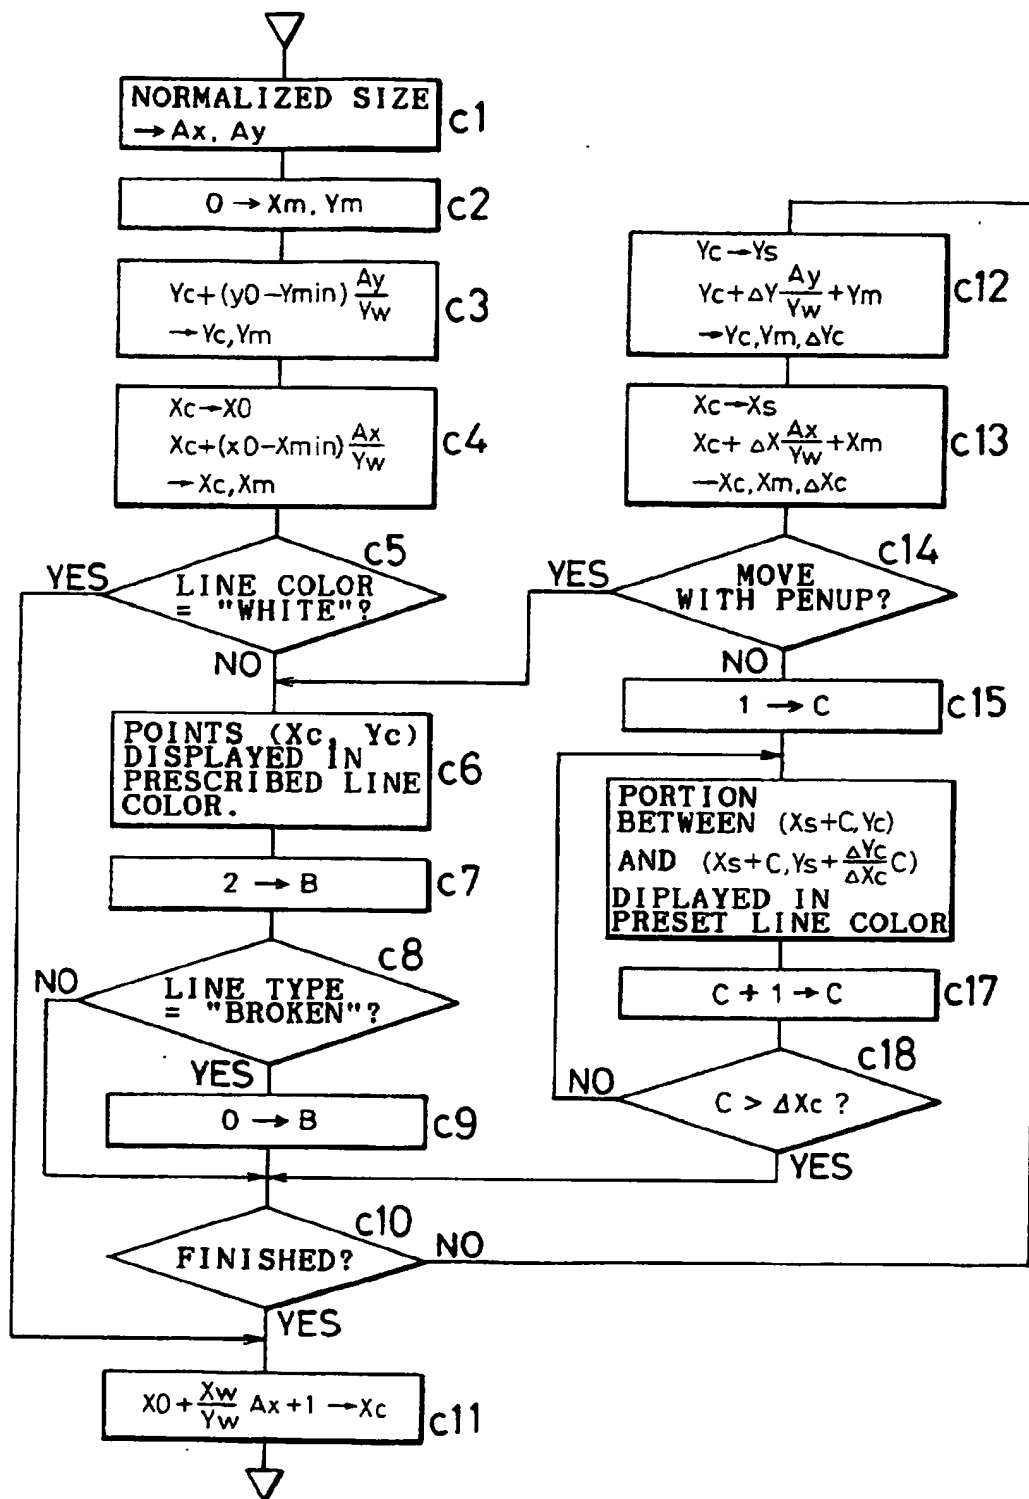 NORMALIZED SIZE
→ Ax, Ay
c1
0 → Xm, Ym
c2
Yc+(y0-Ymin) Ay/Yw
→ Yc, Ym
c3
Xc→X0
Xc+(x0-Xmin) Ax/Yw
→ Xc, Xm
c4
c5
YES
LINE COLOR
= "WHITE"?
NO
POINTS (Xc, Yc)
DISPLAYED IN
PRESCRIBED LINE
COLOR.
c6
2 → B
c7
c8
NO
LINE TYPE
= "BROKEN"?
YES
0 → B
c9
c10
FINISHED?
NO
YES
X0+ Xw/Yw Ax+1 →Xc
c11
Yc→Ys
Yc+ΔY Ay/Yw +Ym
→Yc,Ym,ΔYc
c12
Xc→Xs
Xc+ ΔX Ax/Yw +Xm
→Xc, Xm, ΔXc
c13
c14
YES
MOVE
WITH PENUP?
NO
1 → C
c15
PORTION
BETWEEN (Xs+C,Yc)
AND (Xs+C,Ys+ ΔYc/ΔXc C)
DIPLAYED IN
PRESET LINE COLOR
C + 1 → C
c17
c18
NO
C > ΔXc ?
YES